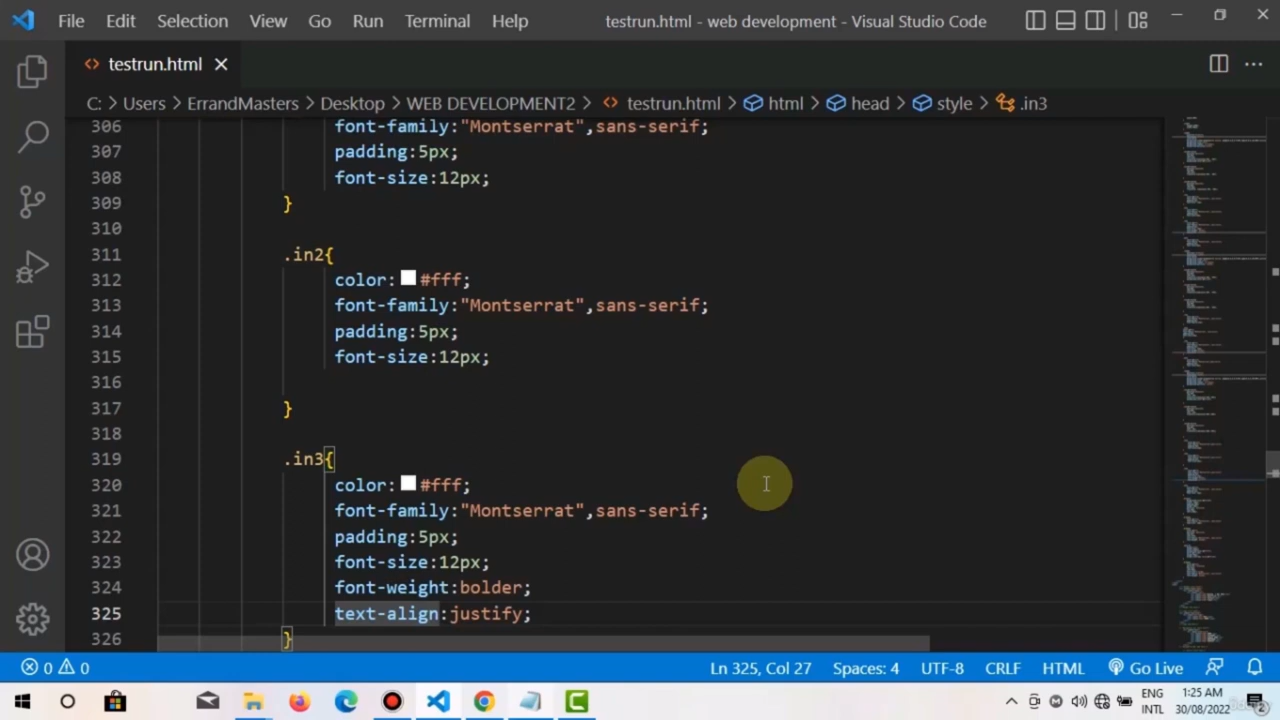 File Edit Selection View Go Run Terminal Help testrun.html - web development - Visual Studio Code
testrun.html
C: > Users > ErrandMasters > Desktop > WEB DEVELOPMENT2 > testrun.html > html > head > style > .in3
306 font-family:"Montserrat",sans-serif;
307 padding:5px;
308 font-size:12px;
309 }
310
311 .in2{
312 color: #fff;
313 font-family:"Montserrat",sans-serif;
314 padding:5px;
315 font-size:12px;
316
317 }
318
319 .in3{
320 color: #fff;
321 font-family:"Montserrat",sans-serif;
322 padding:5px;
323 font-size:12px;
324 font-weight:bolder;
325 text-align:justify;
326 }
0 0 Ln 325, Col 27 Spaces: 4 UTF-8 CRLF HTML Go Live
ENG 1:25 AM
INTL 30/08/2022 2